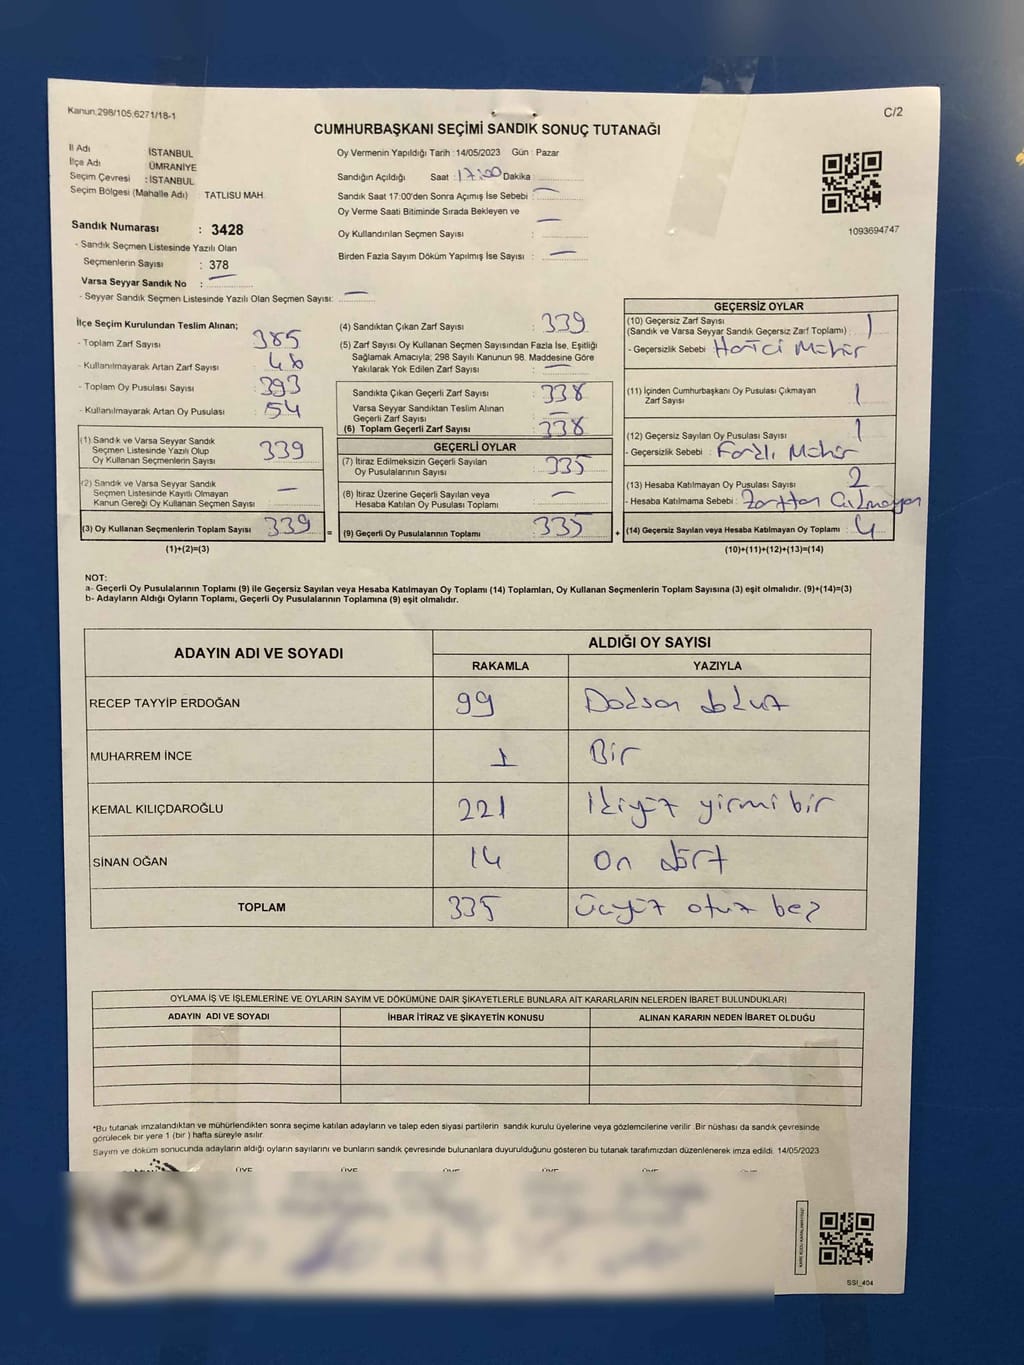 Kanun.298/105,6271/18-1
C/2
CUMHURBAŞKANI SEÇİMİ SANDIK SONUÇ TUTANAĞI
İl Adı İSTANBUL
İlçe Adı ÜMRANİYE
Seçim Çevresi : İSTANBUL
Seçim Bölgesi (Mahalle Adı) TATLISU MAH.
Sandık Numarası : 3428
- Sandık Seçmen Listesinde Yazılı Olan
Seçmenlerin Sayısı : 378
Varsa Seyyar Sandık No : —
- Seyyar Sandık Seçmen Listesinde Yazılı Olan Seçmen Sayısı: —
Oy Vermenin Yapıldığı Tarih :14/05/2023 Gün : Pazar
Sandığın Açıldığı Saat : 17:00 Dakika
Sandık Saat 17:00'den Sonra Açımış İse Sebebi : —
Oy Verme Saati Bitiminde Sırada Bekleyen ve —
Oy Kullandırılan Seçmen Sayısı :
Birden Fazla Sayım Döküm Yapılmış İse Sayısı : —
1093694747
İlçe Seçim Kurulundan Teslim Alınan;
- Toplam Zarf Sayısı : 385
- Kullanılmayarak Artan Zarf Sayısı : 46
- Toplam Oy Pusulası Sayısı : 393
- Kullanılmayarak Artan Oy Pusulası : 54
(1) Sandık ve Varsa Seyyar Sandık
Seçmen Listesinde Yazılı Olup
Oy Kullanan Seçmenlerin Sayısı : 339
(2) Sandık ve Varsa Seyyar Sandık
Seçmen Listesinde Kayıtlı Olmayan
Kanun Gereği Oy Kullanan Seçmen Sayısı : —
(3) Oy Kullanan Seçmenlerin Toplam Sayısı : 339 =
(1)+(2)=(3)
(4) Sandıktan Çıkan Zarf Sayısı : 339
(5) Zarf Sayısı Oy Kullanan Seçmen Sayısından Fazla İse, Eşitliği
Sağlamak Amacıyla; 298 Sayılı Kanunun 98. Maddesine Göre
Yakılarak Yok Edilen Zarf Sayısı : —
Sandıkta Çıkan Geçerli Zarf Sayısı : 338
Varsa Seyyar Sandıktan Teslim Alınan
Geçerli Zarf Sayısı : —
(6) Toplam Geçerli Zarf Sayısı : 338
GEÇERLİ OYLAR
(7) İtiraz Edilmeksizin Geçerli Sayılan
Oy Pusulalarının Sayısı : 335
(8) İtiraz Üzerine Geçerli Sayılan veya
Hesaba Katılan Oy Pusulası Toplamı : —
(9) Geçerli Oy Pusulalarının Toplamı : 335 +
GEÇERSİZ OYLAR
(10) Geçersiz Zarf Sayısı
(Sandık ve Varsa Seyyar Sandık Geçersiz Zarf Toplamı) : 1
- Geçersizlik Sebebi : Harici Mühür
(11) İçinden Cumhurbaşkanı Oy Pusulası Çıkmayan
Zarf Sayısı : 1
(12) Geçersiz Sayılan Oy Pusulası Sayısı : 1
- Geçersizlik Sebebi : Farklı Mühür
(13) Hesaba Katılmayan Oy Pusulası Sayısı : 2
- Hesaba Katılmama Sebebi : Zarftan Çıkmayan
(14) Geçersiz Sayılan veya Hesaba Katılmayan Oy Toplamı : 4
(10)+(11)+(12)+(13)=(14)
NOT:
a- Geçerli Oy Pusulalarının Toplamı (9) ile Geçersiz Sayılan veya Hesaba Katılmayan Oy Toplamı (14) Toplamları, Oy Kullanan Seçmenlerin Toplam Sayısına (3) eşit olmalıdır. (9)+(14)=(3)
b- Adayların Aldığı Oyların Toplamı, Geçerli Oy Pusulalarının Toplamına (9) eşit olmalıdır.
ADAYIN ADI VE SOYADI ALDIĞI OY SAYISI
RAKAMLA YAZIYLA
RECEP TAYYİP ERDOĞAN 99 Doksan dokuz
MUHARREM İNCE 1 Bir
KEMAL KILIÇDAROĞLU 221 İkiyüz yirmi bir
SİNAN OĞAN 14 On dört
TOPLAM 335 Üçyüz otuz beş
OYLAMA İŞ VE İŞLEMLERİNE VE OYLARIN SAYIM VE DÖKÜMÜNE DAİR ŞİKAYETLERLE BUNLARA AİT KARARLARIN NELERDEN İBARET BULUNDUKLARI
ADAYIN ADI VE SOYADI İHBAR İTİRAZ VE ŞİKAYETİN KONUSU ALINAN KARARIN NEDEN İBARET OLDUĞU
*Bu tutanak imzalandıktan ve mühürlendikten sonra seçime katılan adayların ve talep eden siyasi partilerin sandık kurulu üyelerine veya gözlemcilerine verilir .Bir nüshası da sandık çevresinde
görülecek bir yere 1 (bir ) hafta süreyle asılır.
Sayım ve döküm sonucunda adayların aldığı oyların sayılarını ve bunların sandık çevresinde bulunanlara duyurulduğunu gösteren bu tutanak tarafımızdan düzenlenerek imza edildi. 14/05/2023
SSI_404